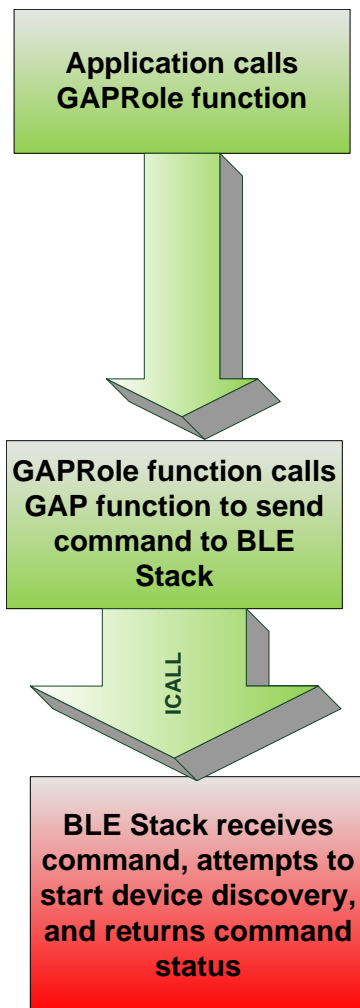 Application calls
GAPRole function
GAPRole function calls
GAP function to send
command to BLE
Stack
ICALL
BLE Stack receives
command, attempts to
start device discovery,
and returns command
status